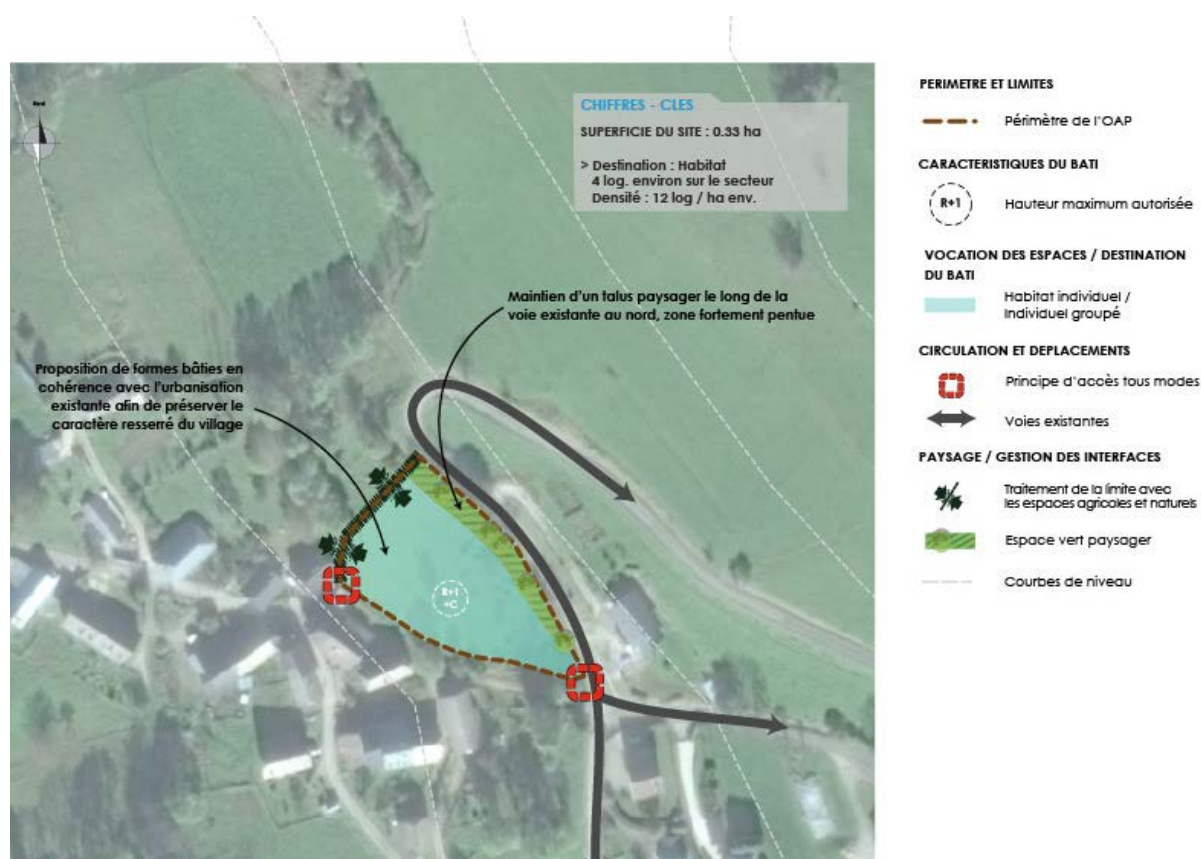 Nord
CHIFFRES - CLES
SUPERFICIE DU SITE : 0.33 ha
> Destination : Habitat
4 log. environ sur le secteur
Densité : 12 log / ha env.
Maintien d'un talus paysager le long de la
voie existante au nord, zone fortement pentue
Proposition de formes bâties en
cohérence avec l'urbanisation
existante afin de préserver le
caractère resserré du village
R+1
+C
PERIMETRE ET LIMITES
Périmètre de l'OAP
CARACTERISTIQUES DU BATI
R+1
Hauteur maximum autorisée
VOCATION DES ESPACES / DESTINATION
DU BATI
Habitat individuel /
Individuel groupé
CIRCULATION ET DEPLACEMENTS
Principe d'accès tous modes
Voies existantes
PAYSAGE / GESTION DES INTERFACES
Traitement de la limite avec
les espaces agricoles et naturels
Espace vert paysager
Courbes de niveau